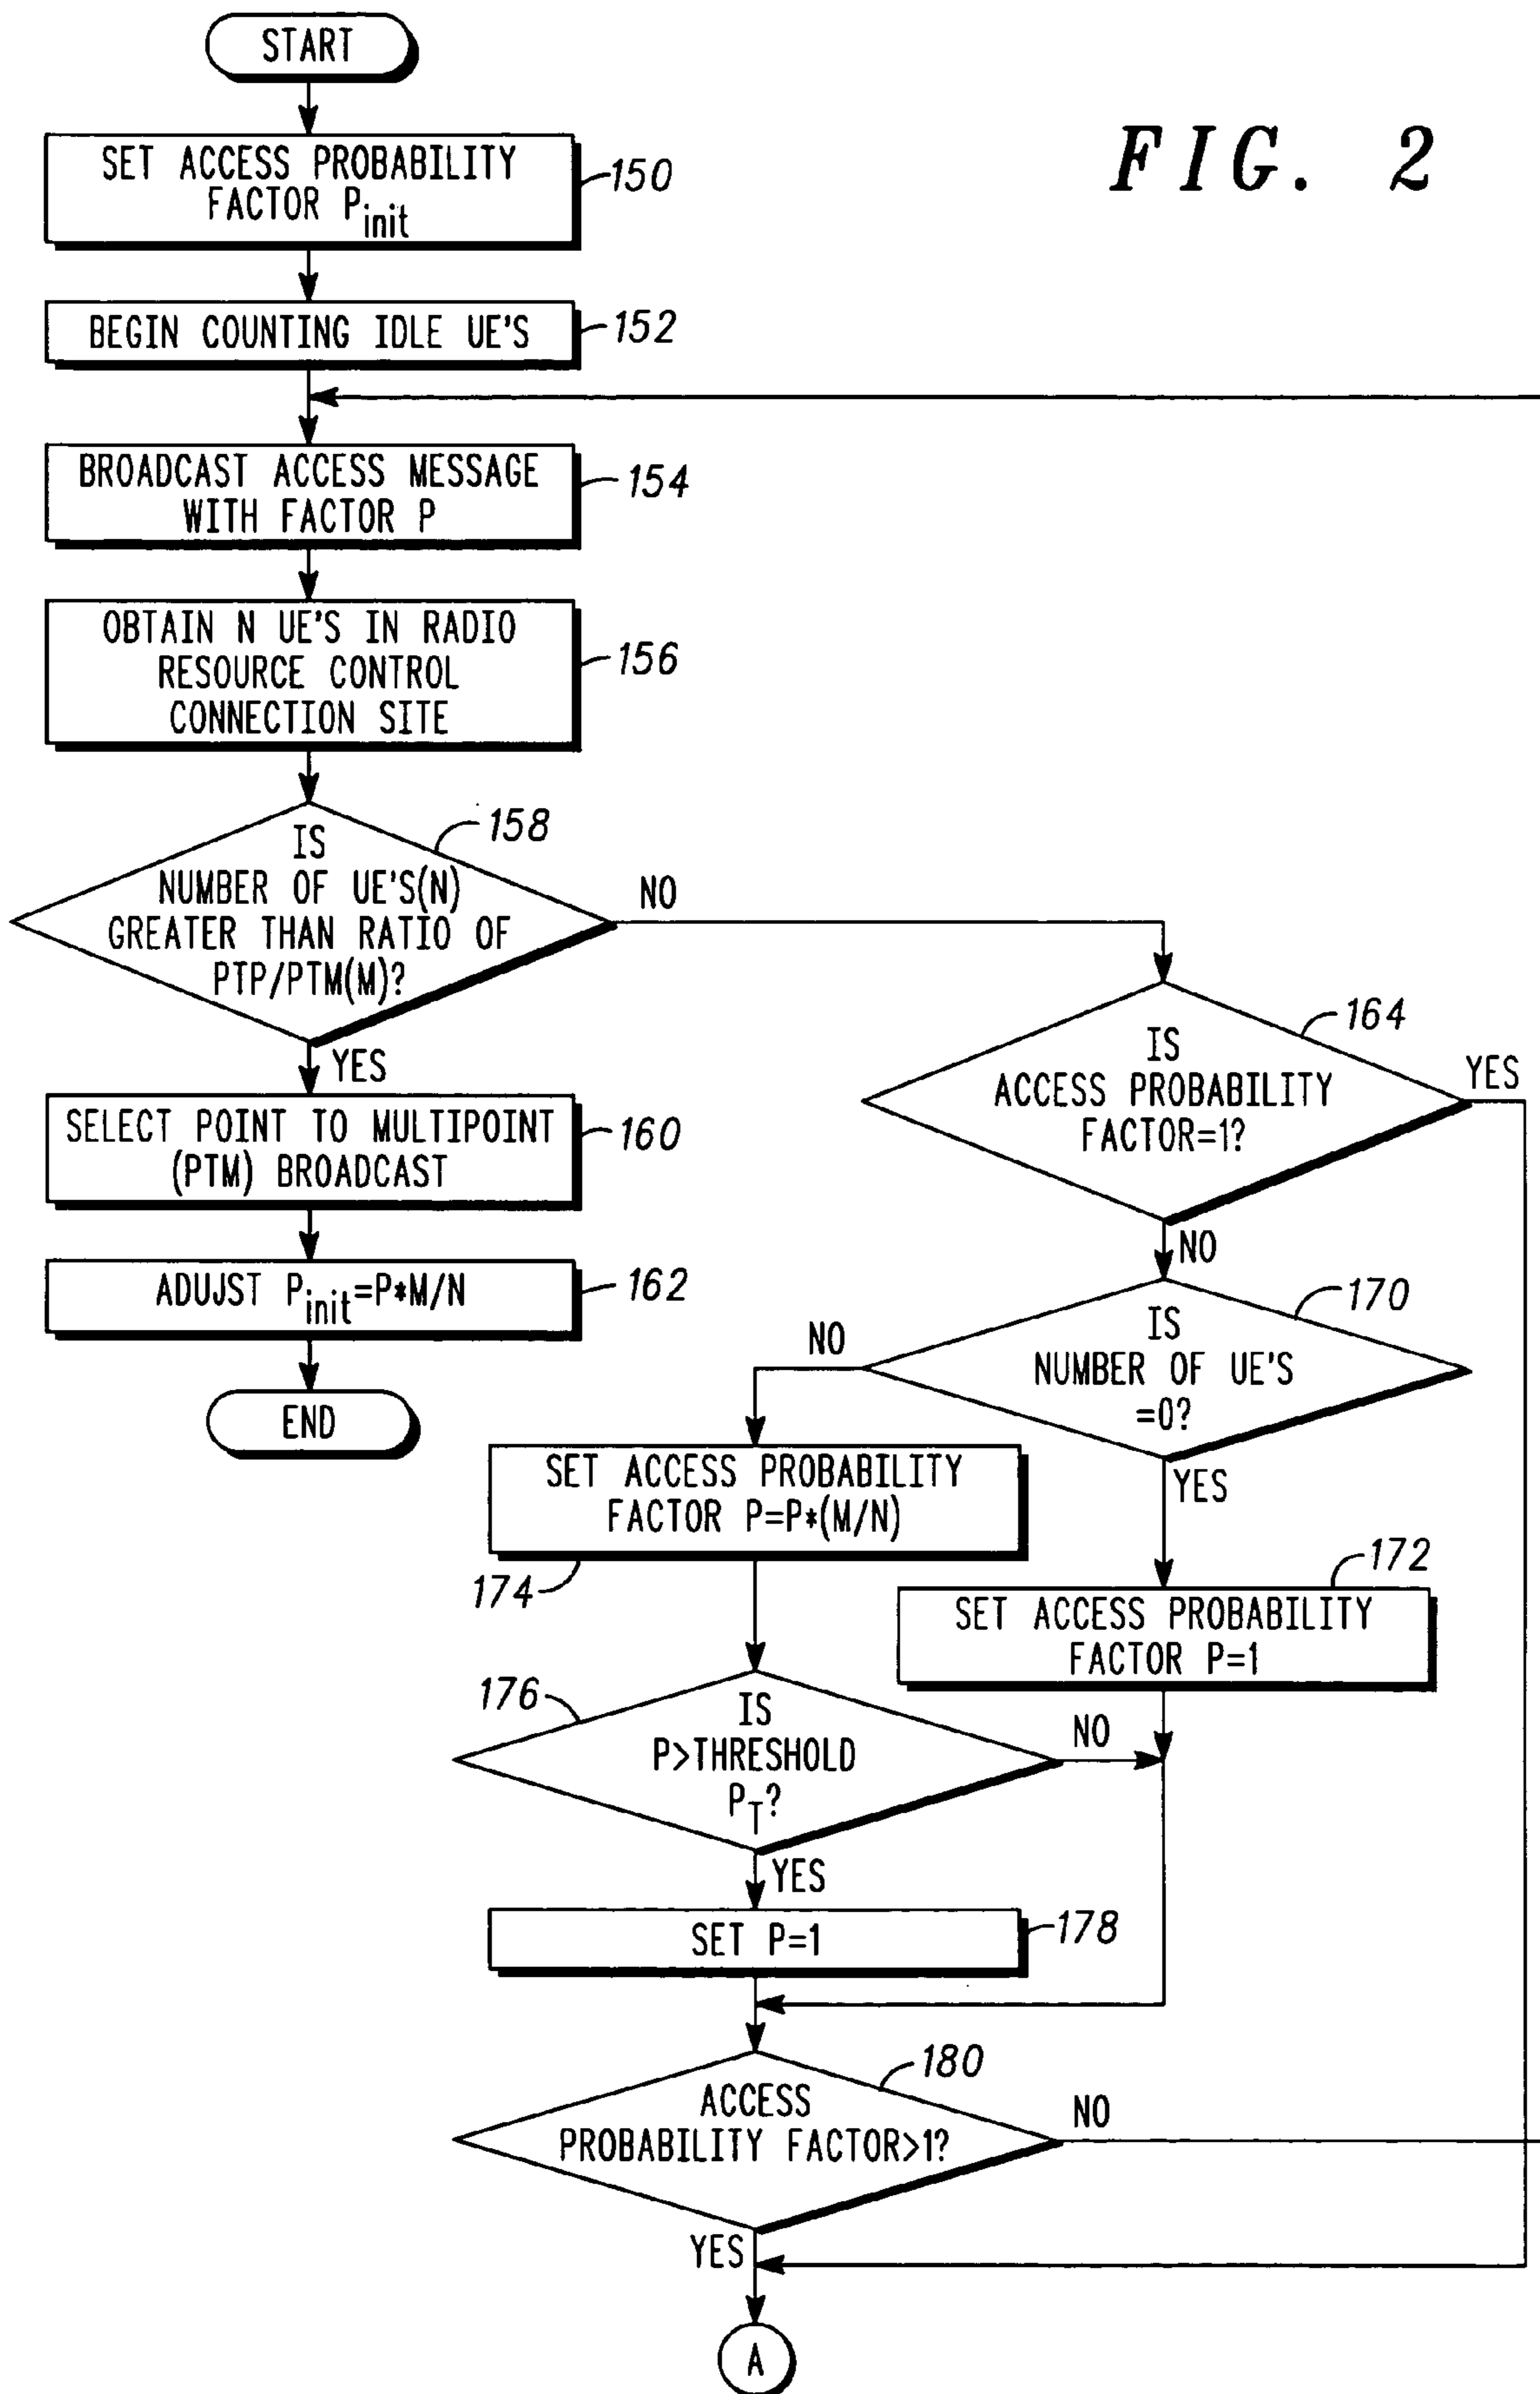 START
FIG. 2
SET ACCESS PROBABILITY
FACTOR Pinit
150
BEGIN COUNTING IDLE UE'S
152
BROADCAST ACCESS MESSAGE
WITH FACTOR P
154
OBTAIN N UE'S IN RADIO
RESOURCE CONTROL
CONNECTION SITE
156
IS
NUMBER OF UE'S(N)
GREATER THAN RATIO OF
PTP/PTM(M)?
158
NO
YES
SELECT POINT TO MULTIPOINT
(PTM) BROADCAST
160
ADUJST Pinit=P*M/N
162
END
IS
ACCESS PROBABILITY
FACTOR=1?
164
YES
NO
IS
NUMBER OF UE'S
=0?
170
NO
YES
SET ACCESS PROBABILITY
FACTOR P=P*(M/N)
174
SET ACCESS PROBABILITY
FACTOR P=1
172
IS
P>THRESHOLD
PT?
176
NO
YES
SET P=1
178
ACCESS
PROBABILITY FACTOR>1?
180
NO
YES
A